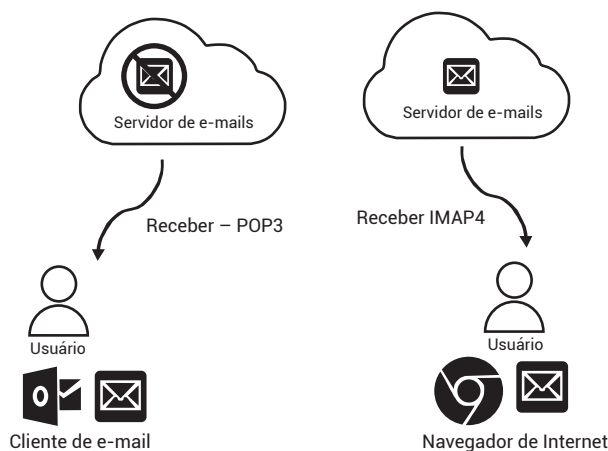 Servidor de e-mails
Receber – POP3
Usuário
Cliente de e-mail
Servidor de e-mails
Receber IMAP4
Usuário
Navegador de Internet